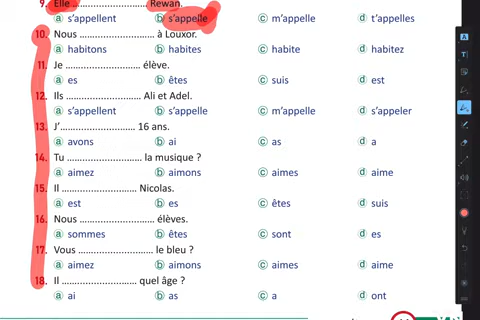 9. Elle ............................ Rewan.
ⓐ s'appellent ⓑ s'appelle ⓒ m'appelle ⓓ t'appelles
10. Nous ............................ à Louxor.
ⓐ habitons ⓑ habites ⓒ habite ⓓ habitez
11. Je ............................ élève.
ⓐ es ⓑ êtes ⓒ suis ⓓ est
12. Ils ............................ Ali et Adel.
ⓐ s'appellent ⓑ s'appelle ⓒ m'appelle ⓓ s'appeler
13. J'............................ 16 ans.
ⓐ avons ⓑ ai ⓒ as ⓓ a
14. Tu ............................ la musique ?
ⓐ aimez ⓑ aimons ⓒ aimes ⓓ aime
15. Il ............................ Nicolas.
ⓐ est ⓑ es ⓒ êtes ⓓ suis
16. Nous ............................ élèves.
ⓐ sommes ⓑ êtes ⓒ sont ⓓ es
17. Vous ............................ le bleu ?
ⓐ aimez ⓑ aimons ⓒ aimes ⓓ aime
18. Il ............................ quel âge ?
ⓐ ai ⓑ as ⓒ a ⓓ ont